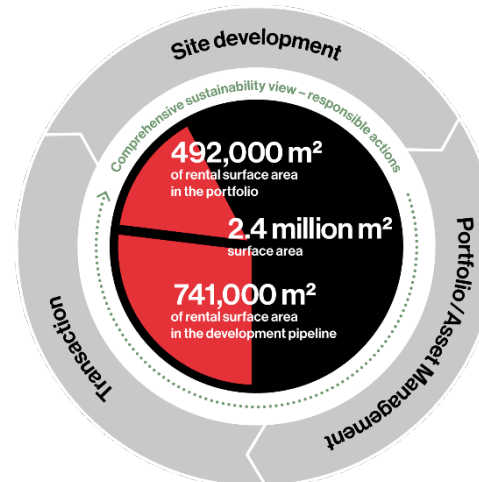 Site development
Comprehensive sustainability view – responsible actions
492,000 m²
of rental surface area
in the portfolio
2.4 million m²
surface area
741,000 m²
of rental surface area
in the development pipeline
Portfolio/Asset Management
Transaction